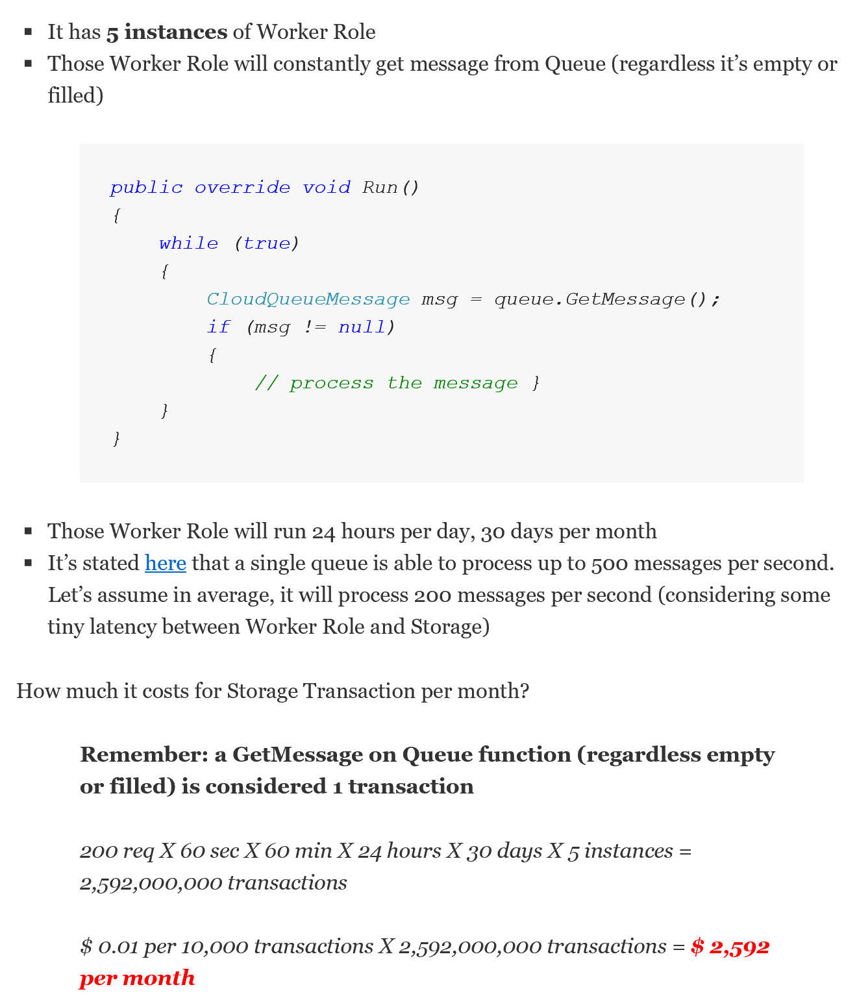 ▪ It has 5 instances of Worker Role
▪ Those Worker Role will constantly get message from Queue (regardless it’s empty or
filled)
public override void Run()
{
while (true)
{
CloudQueueMessage msg = queue.GetMessage();
if (msg != null)
{
// process the message }
}
}
▪ Those Worker Role will run 24 hours per day, 30 days per month
▪ It’s stated here that a single queue is able to process up to 500 messages per second.
Let’s assume in average, it will process 200 messages per second (considering some
tiny latency between Worker Role and Storage)
How much it costs for Storage Transaction per month?
Remember: a GetMessage on Queue function (regardless empty
or filled) is considered 1 transaction
200 req X 60 sec X 60 min X 24 hours X 30 days X 5 instances =
2,592,000,000 transactions
$ 0.01 per 10,000 transactions X 2,592,000,000 transactions = $ 2,592
per month